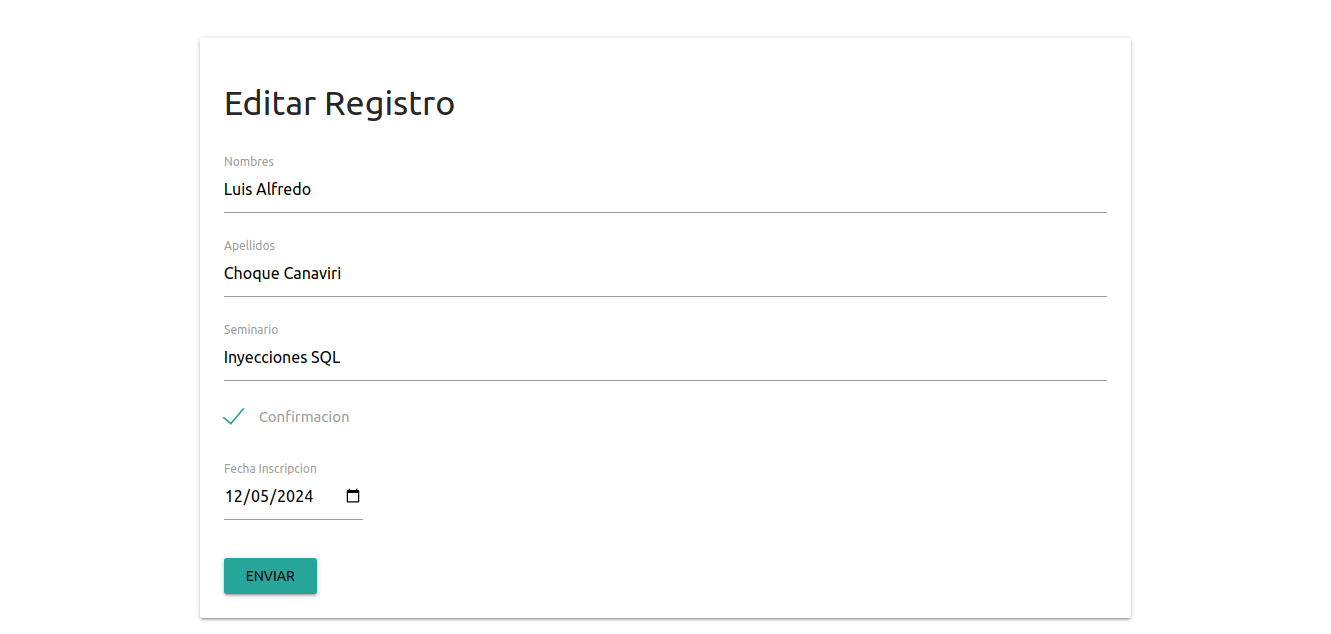 Editar Registro
Nombres
Luis Alfredo
Apellidos
Choque Canaviri
Seminario
Inyecciones SQL
Confirmacion
Fecha Inscripcion
12/05/2024
ENVIAR